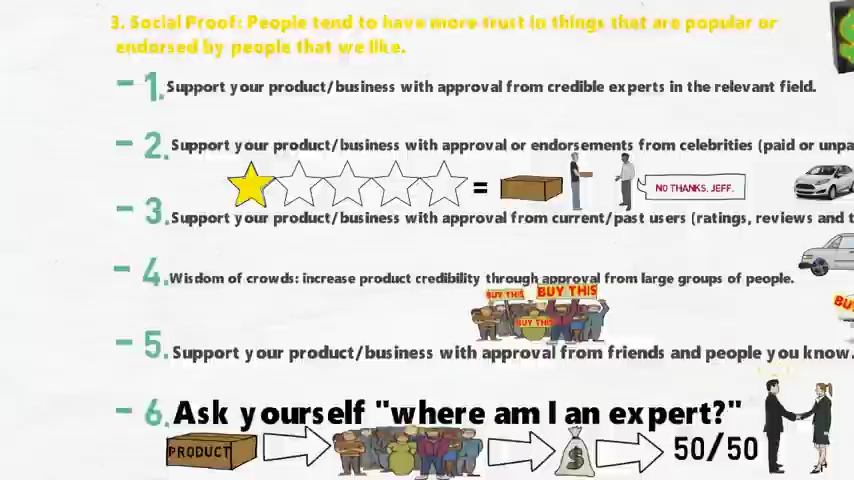 3. Social Proof: People tend to have more trust in things that are popular or
endorsed by people that we like.
- 1. Support your product/business with approval from credible experts in the relevant field.
- 2. Support your product/business with approval or endorsements from celebrities (paid or unpa
= NO THANKS, JEFF.
- 3. Support your product/business with approval from current/past users (ratings, reviews and t
- 4. Wisdom of crowds: increase product credibility through approval from large groups of people.
BUY THIS BUY THIS
BUY THIS
BU
- 5. Support your product/business with approval from friends and people you know.
- 6. Ask yourself "where am I an expert?"
PRODUCT $ 50/50